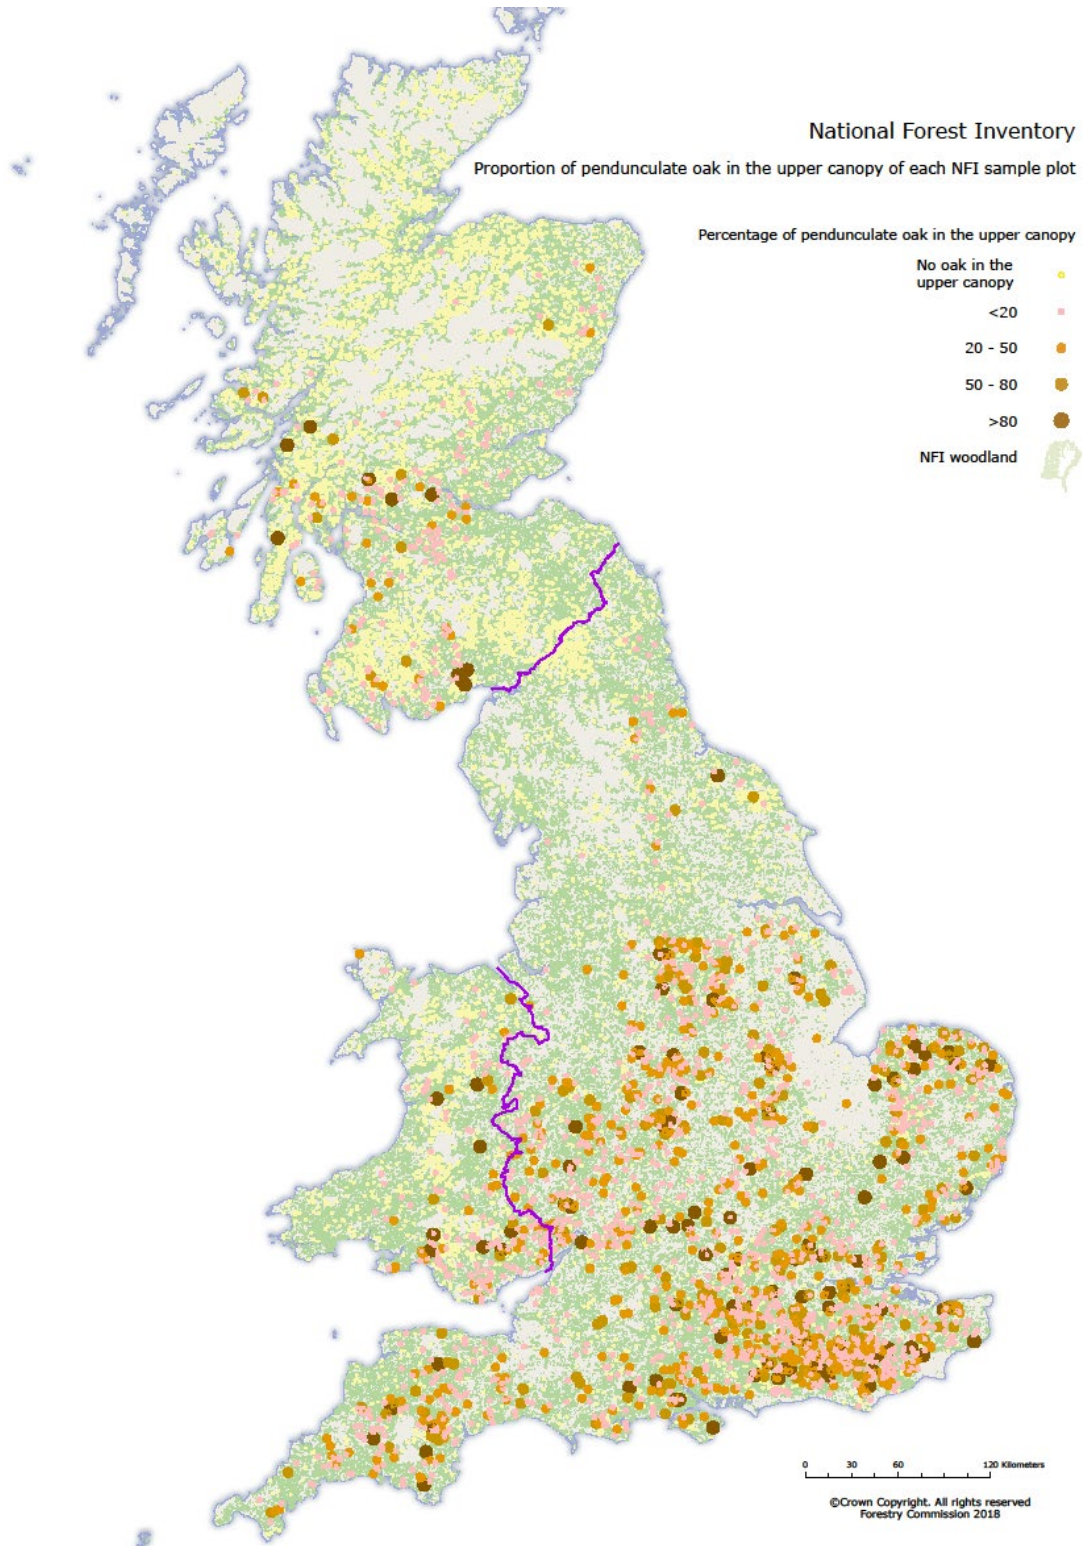 National Forest Inventory
Proportion of pendunculate oak in the upper canopy of each NFI sample plot
Percentage of pendunculate oak in the upper canopy
No oak in the
upper canopy
<20
20 - 50
50 - 80
>80
NFI woodland
0 30 60 120 Kilometers
©Crown Copyright. All rights reserved
Forestry Commission 2018